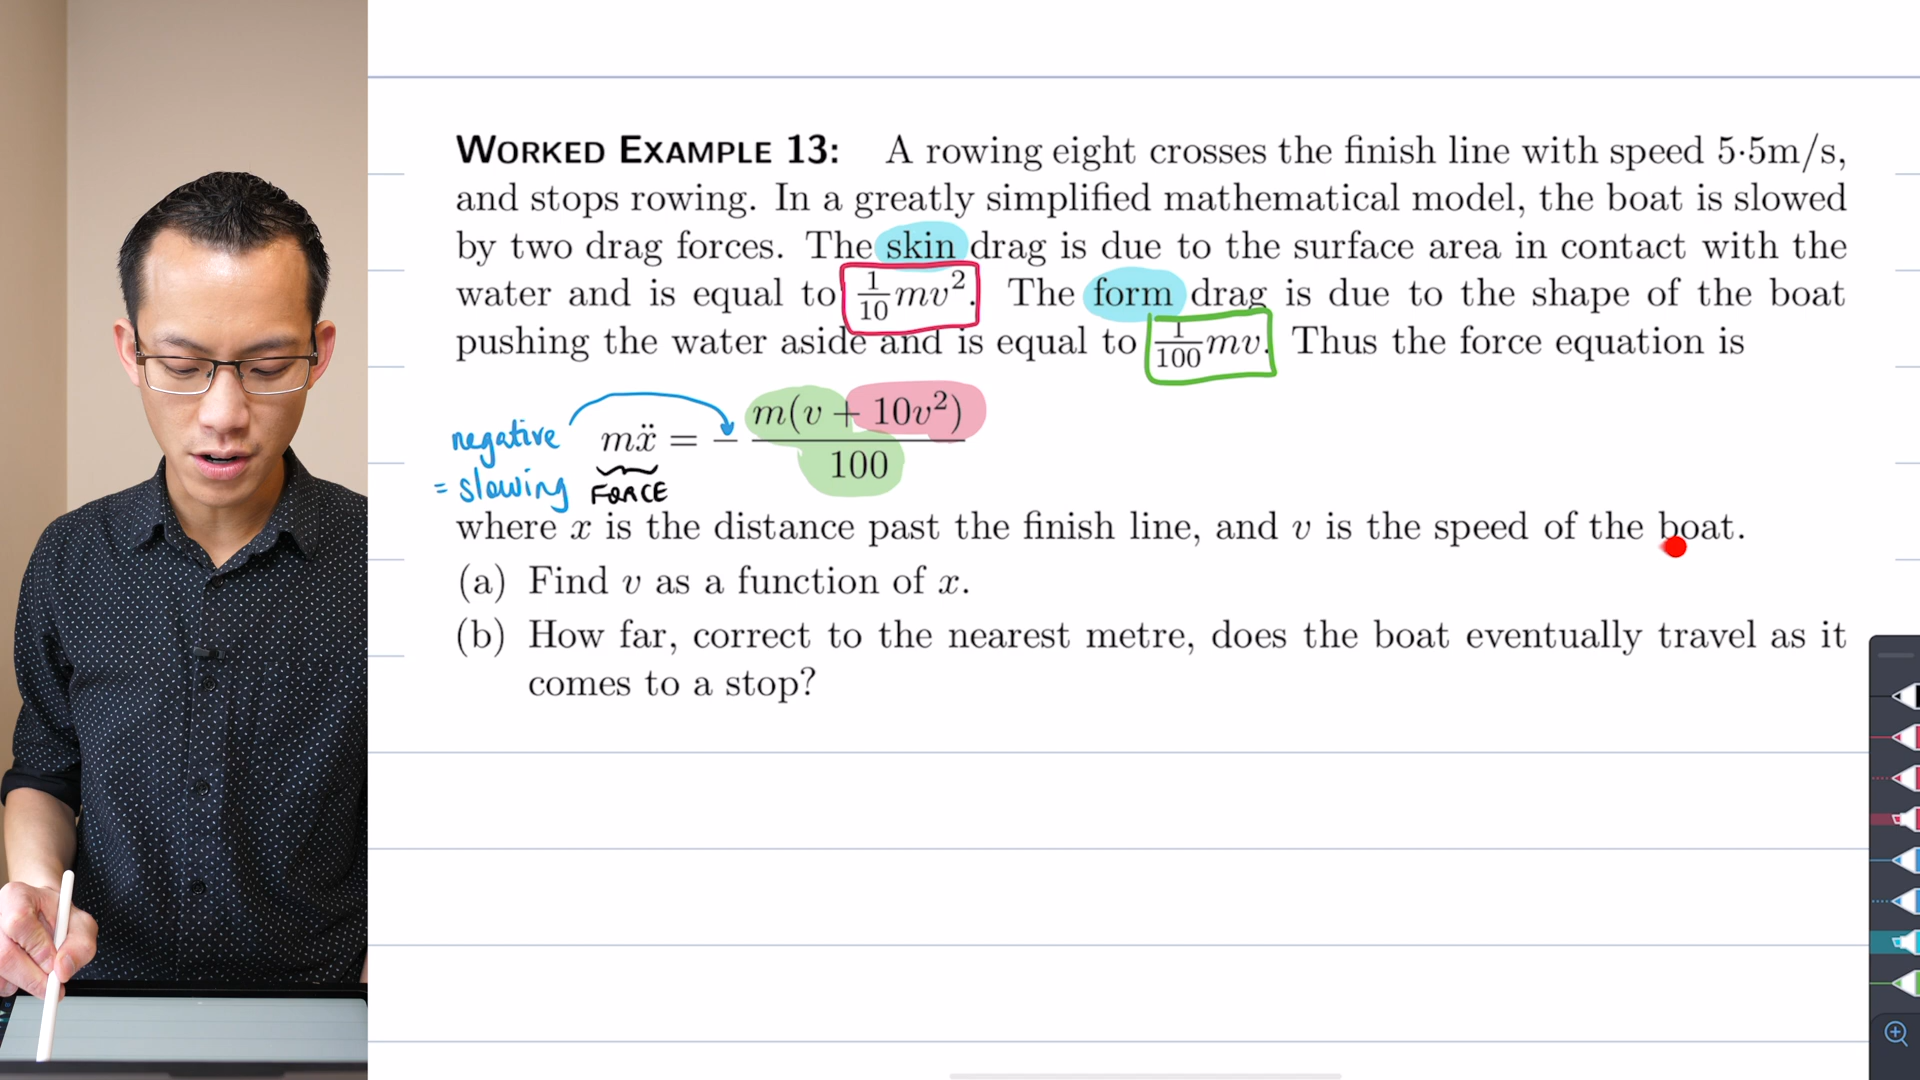 WORKED EXAMPLE 13: A rowing eight crosses the finish line with speed 5·5m/s,
and stops rowing. In a greatly simplified mathematical model, the boat is slowed
by two drag forces. The skin drag is due to the surface area in contact with the
water and is equal to 1/10 mv². The form drag is due to the shape of the boat
pushing the water aside and is equal to 1/100 mv. Thus the force equation is
negative
= slowing
mẍ = − m(v + 10v²)/100
FORCE
where x is the distance past the finish line, and v is the speed of the boat.
(a) Find v as a function of x.
(b) How far, correct to the nearest metre, does the boat eventually travel as it
comes to a stop?